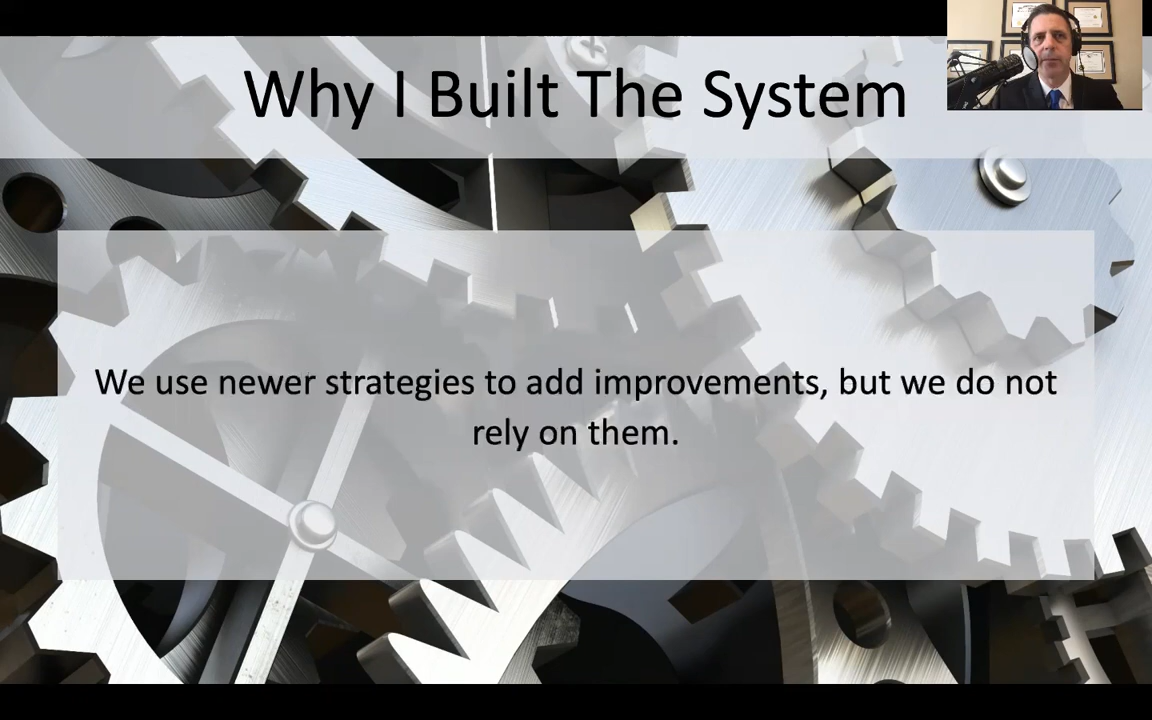 Why I Built The System
We use newer strategies to add improvements, but we do not
rely on them.